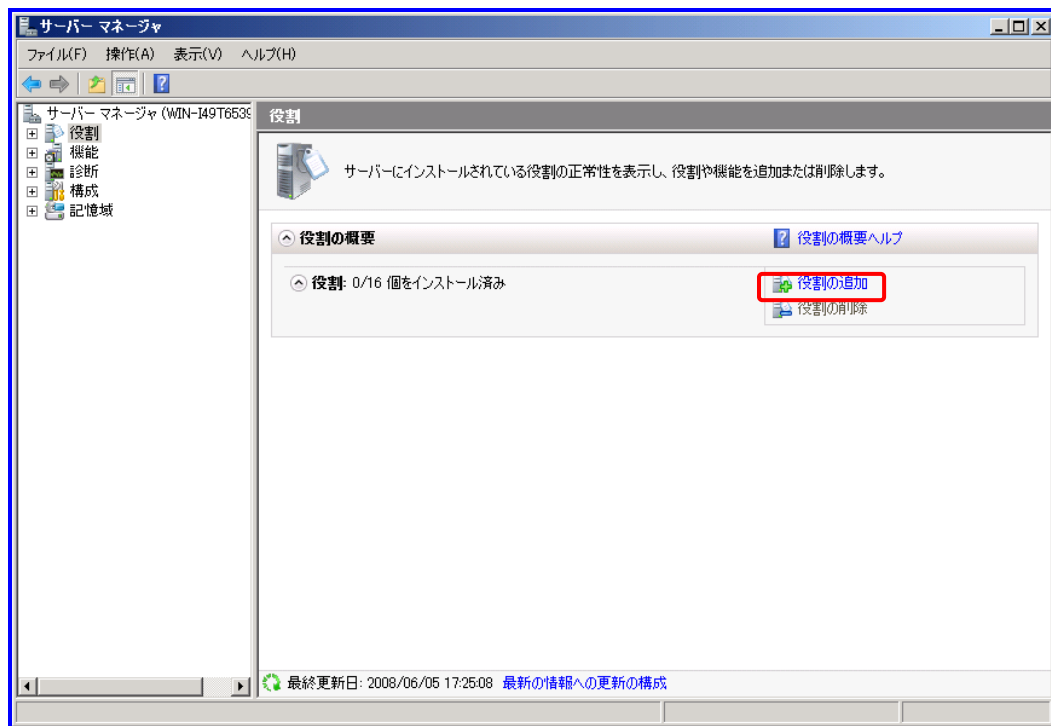 サーバー マネージャ
ファイル(F) 操作(A) 表示(V) ヘルプ(H)
サーバー マネージャ (WIN-I49T6539
役割
機能
診断
構成
記憶域
役割
サーバーにインストールされている役割の正常性を表示し、役割や機能を追加または削除します。
役割の概要
役割の概要ヘルプ
役割: 0/16 個をインストール済み
役割の追加
役割の削除
最終更新日: 2008/06/05 17:25:08 最新の情報への更新の構成